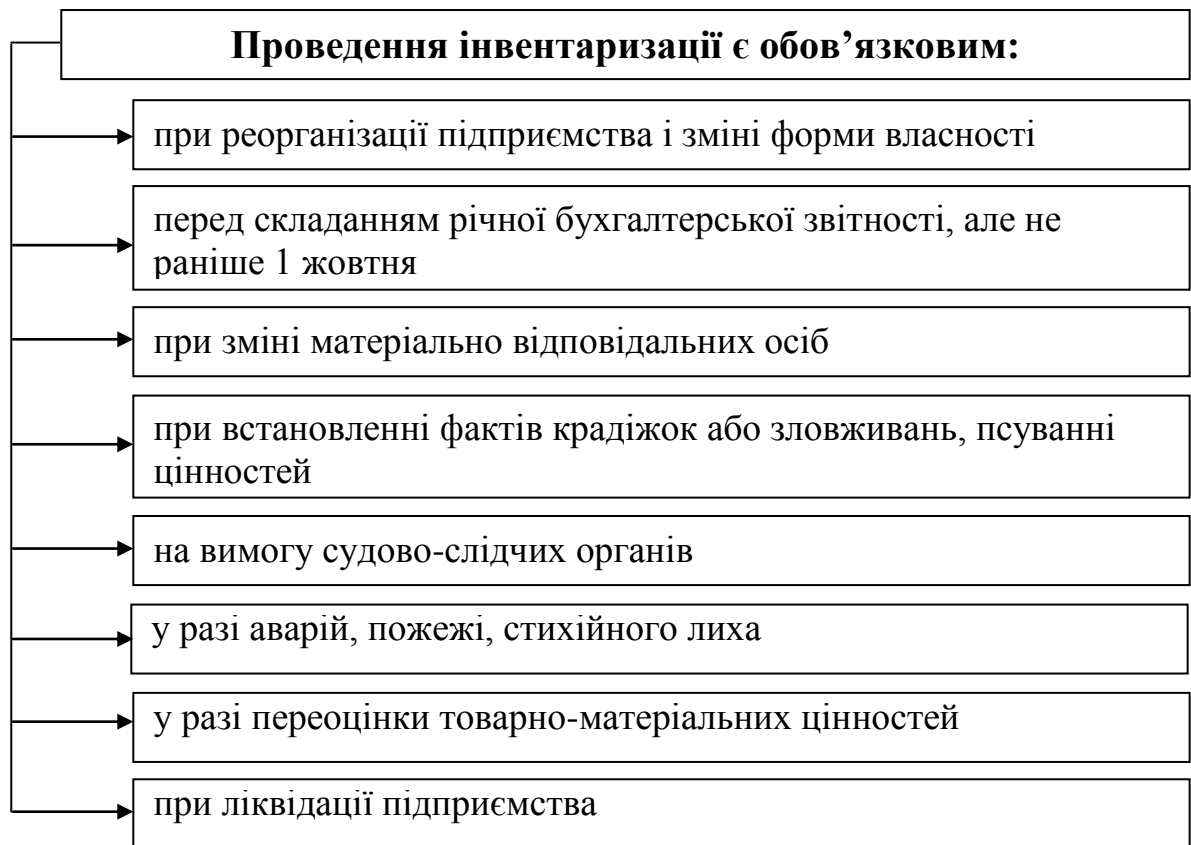 Проведення інвентаризації є обов’язковим:
при реорганізації підприємства і зміні форми власності
перед складанням річної бухгалтерської звітності, але не
раніше 1 жовтня
при зміні матеріально відповідальних осіб
при встановленні фактів крадіжок або зловживань, псуванні
цінностей
на вимогу судово-слідчих органів
у разі аварій, пожежі, стихійного лиха
у разі переоцінки товарно-матеріальних цінностей
при ліквідації підприємства